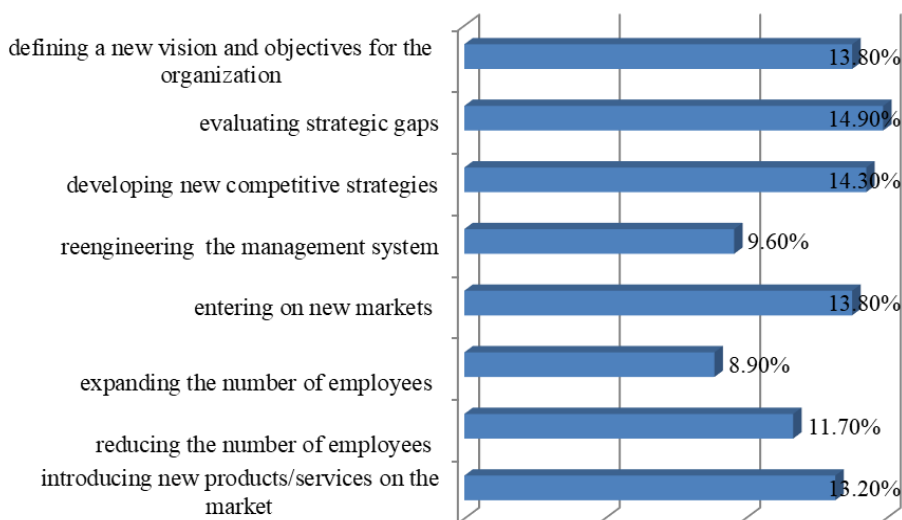 defining a new vision and objectives for the
organization
13.80%
evaluating strategic gaps
14.90%
developing new competitive strategies
14.30%
reengineering the management system
9.60%
entering on new markets
13.80%
expanding the number of employees
8.90%
reducing the number of employees
11.70%
introducing new products/services on the
market
13.20%